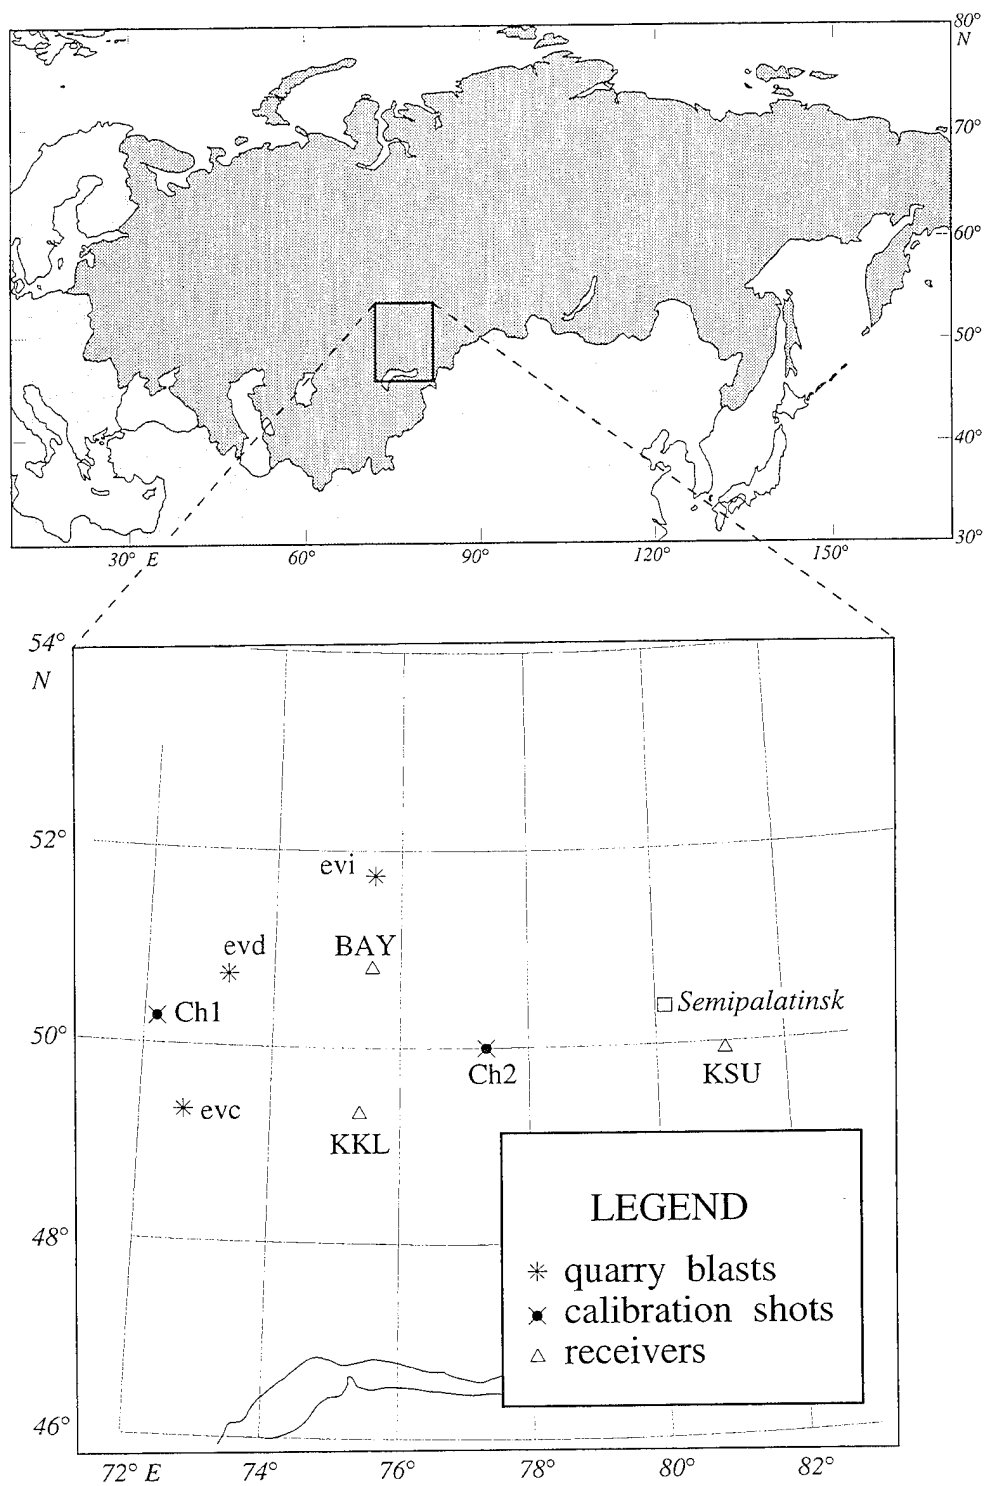 80°
N
70°
60°
50°
40°
30°
30° E
60°
90°
120°
150°
54°
N
52°
evi
evd
BAY
Ch1
Semipalatinsk
50°
Ch2
KSU
evc
KKL
LEGEND
48°
quarry blasts
calibration shots
receivers
46°
72° E
74°
76°
78°
80°
82°